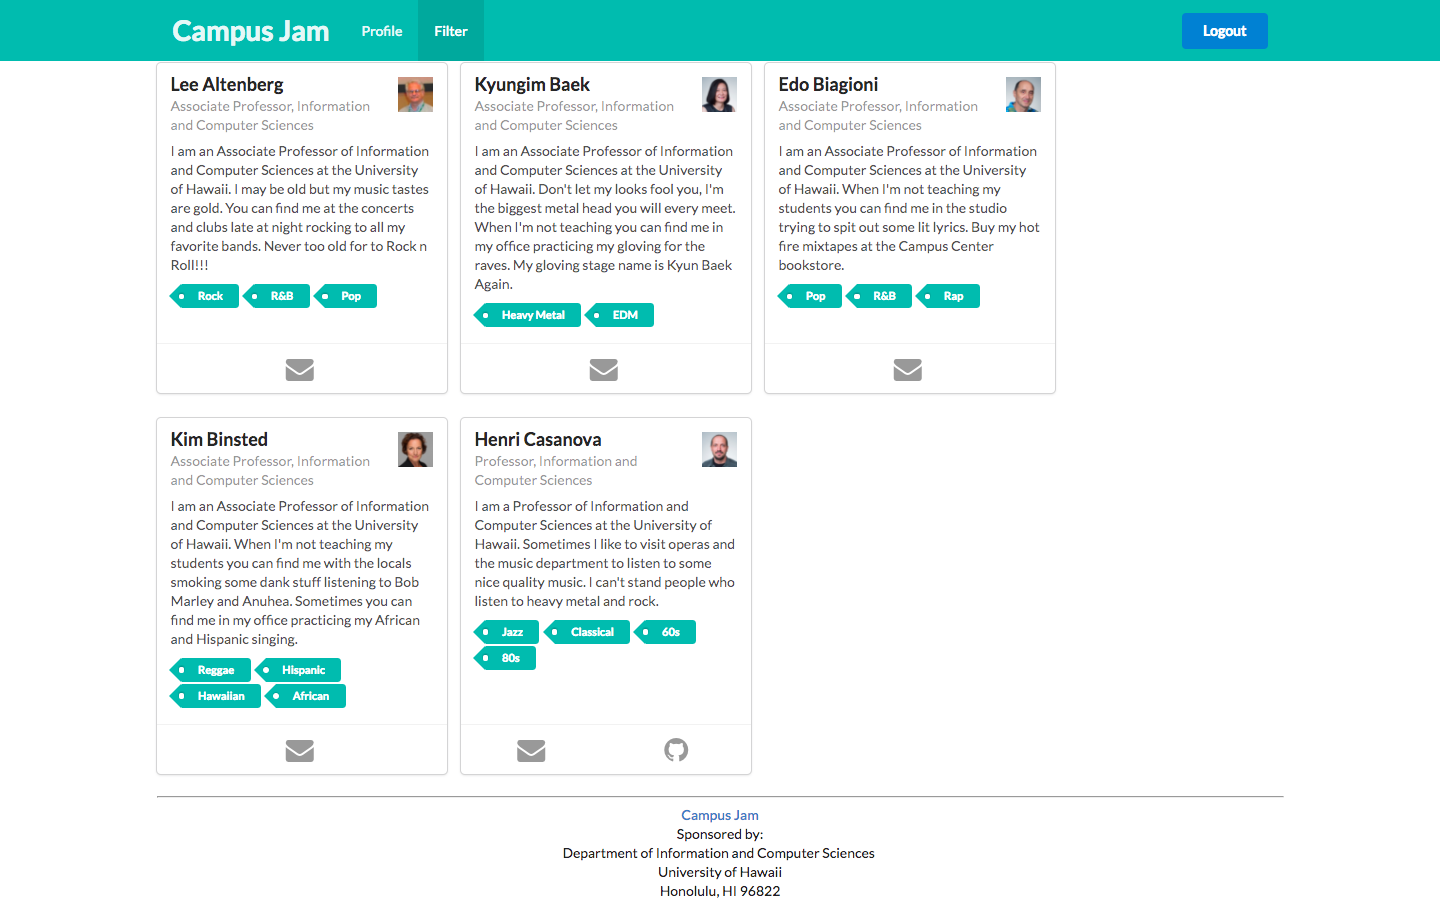 Campus Jam
Profile
Filter
Logout
Lee Altenberg
Associate Professor, Information
and Computer Sciences
I am an Associate Professor of Information
and Computer Sciences at the University
of Hawaii. I may be old but my music tastes
are gold. You can find me at the concerts
and clubs late at night rocking to all my
favorite bands. Never too old for to Rock n
Roll!!!
Rock
R&B
Pop
Kyungim Baek
Associate Professor, Information
and Computer Sciences
I am an Associate Professor of Information
and Computer Sciences at the University
of Hawaii. Don't let my looks fool you, I'm
the biggest metal head you will every meet.
When I'm not teaching you can find me in
my office practicing my gloving for the
raves. My gloving stage name is Kyun Baek
Again.
Heavy Metal
EDM
Edo Biagioni
Associate Professor, Information
and Computer Sciences
I am an Associate Professor of Information
and Computer Sciences at the University
of Hawaii. When I'm not teaching my
students you can find me in the studio
trying to spit out some lit lyrics. Buy my hot
fire mixtapes at the Campus Center
bookstore.
Pop
R&B
Rap
Kim Binsted
Associate Professor, Information
and Computer Sciences
I am an Associate Professor of Information
and Computer Sciences at the University
of Hawaii. When I'm not teaching my
students you can find me with the locals
smoking some dank stuff listening to Bob
Marley and Anuhea. Sometimes you can
find me in my office practicing my African
and Hispanic singing.
Reggae
Hispanic
Hawaiian
African
Henri Casanova
Professor, Information and
Computer Sciences
I am a Professor of Information and
Computer Sciences at the University of
Hawaii. Sometimes I like to visit operas and
the music department to listen to some
nice quality music. I can't stand people who
listen to heavy metal and rock.
Jazz
Classical
60s
80s
Campus Jam
Sponsored by:
Department of Information and Computer Sciences
University of Hawaii
Honolulu, HI 96822